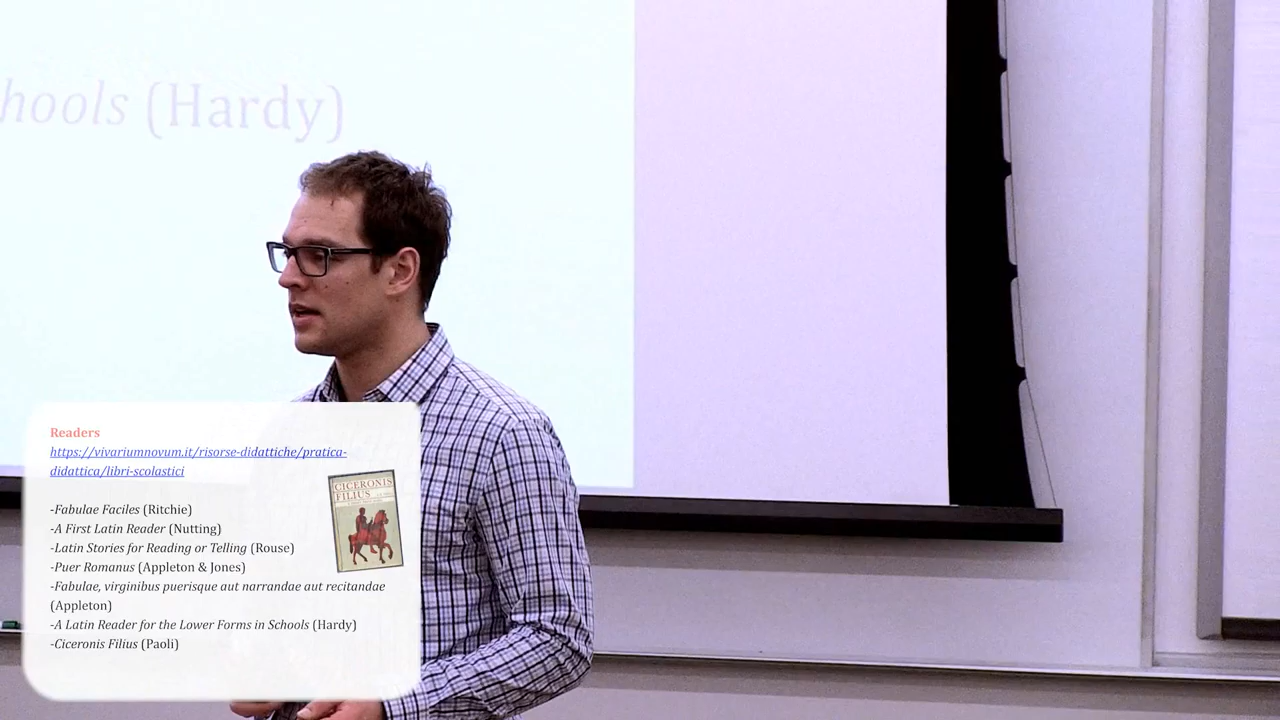 hools (Hardy)
Readers
https://vivariumnovum.it/risorse-didattiche/pratica-
didattica/libri-scolastici
CICERONIS
FILIUS
-Fabulae Faciles (Ritchie)
-A First Latin Reader (Nutting)
-Latin Stories for Reading or Telling (Rouse)
-Puer Romanus (Appleton & Jones)
-Fabulae, virginibus puerisque aut narrandae aut recitandae
(Appleton)
-A Latin Reader for the Lower Forms in Schools (Hardy)
-Ciceronis Filius (Paoli)